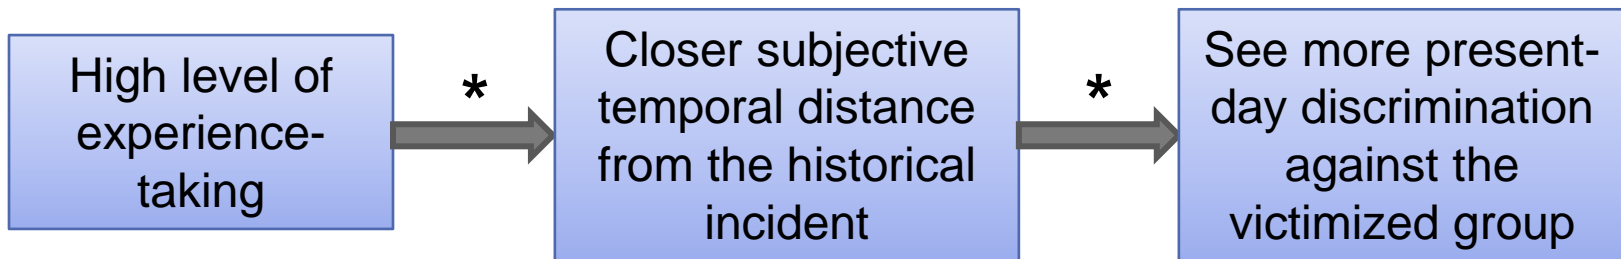 High level of
experience-
taking
*
Closer subjective
temporal distance
from the historical
incident
*
See more present-
day discrimination
against the
victimized group